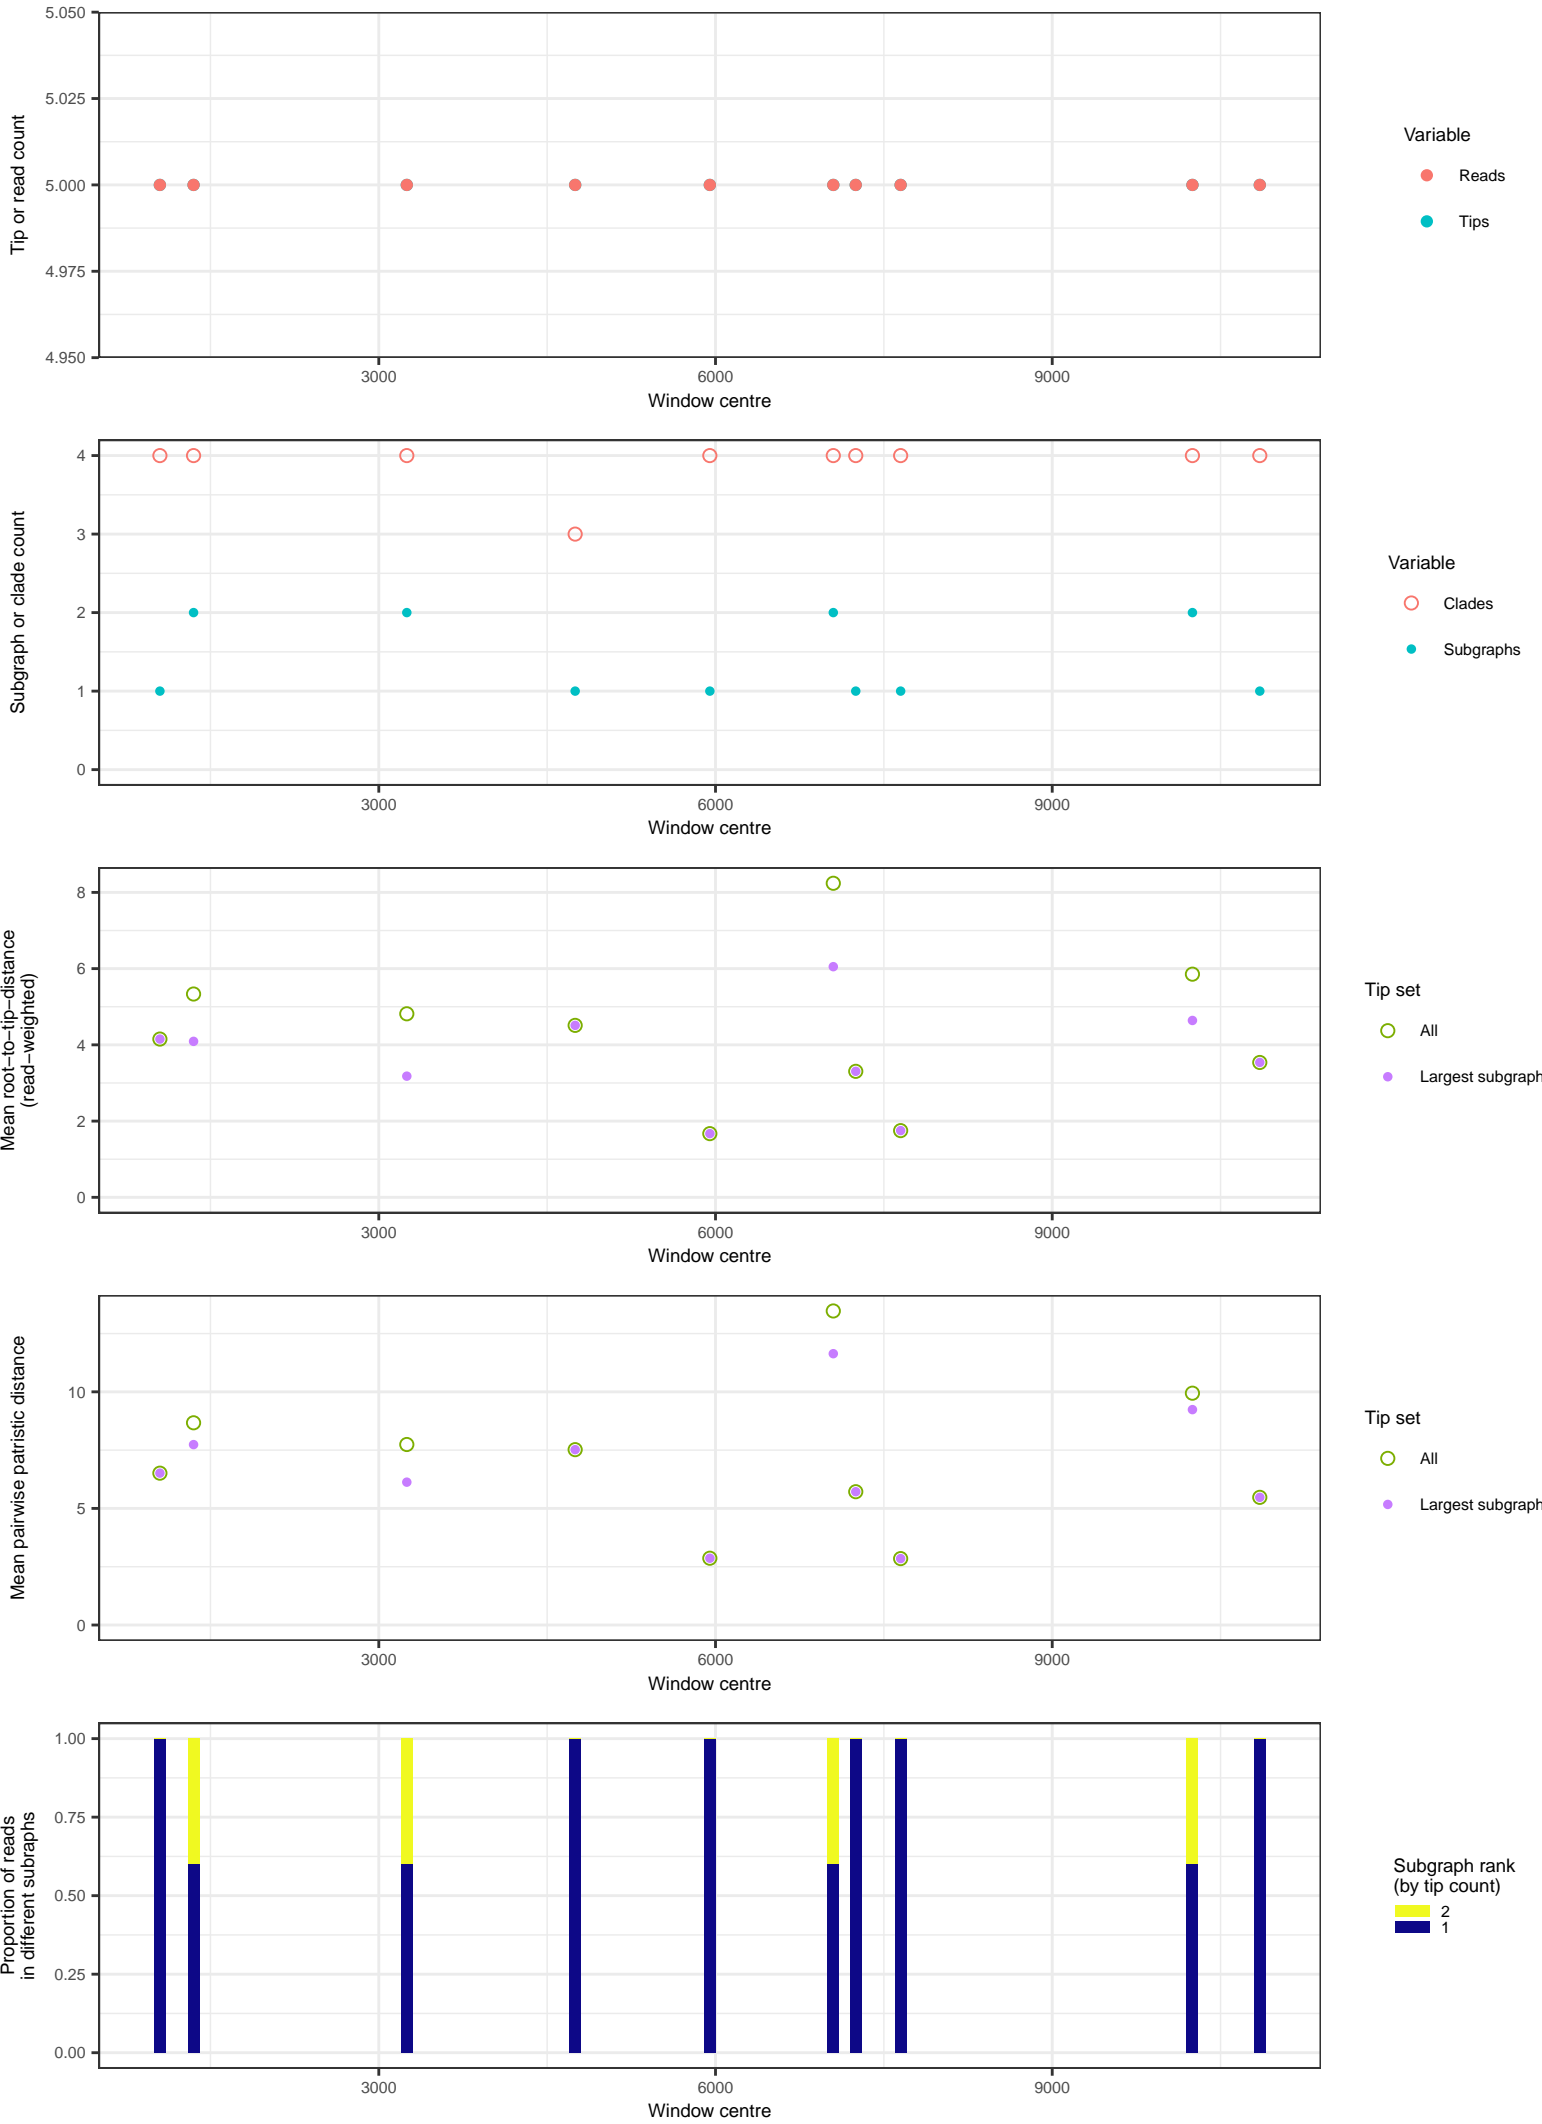 5.050
5.025
5.000
4.975
4.950
Tip or read count
3000 6000 9000
Window centre
Variable
Reads
Tips
4
3
2
1
0
Subgraph or clade count
3000 6000 9000
Window centre
Variable
Clades
Subgraphs
8
6
4
2
0
Mean root−to−tip−distance
(read−weighted)
3000 6000 9000
Window centre
Tip set
All
Largest subgraph
10
5
0
Mean pairwise patristic distance
3000 6000 9000
Window centre
Tip set
All
Largest subgraph
1.00
0.75
0.50
0.25
0.00
Proportion of reads
in different subraphs
3000 6000 9000
Window centre
Subgraph rank
(by tip count)
2
1